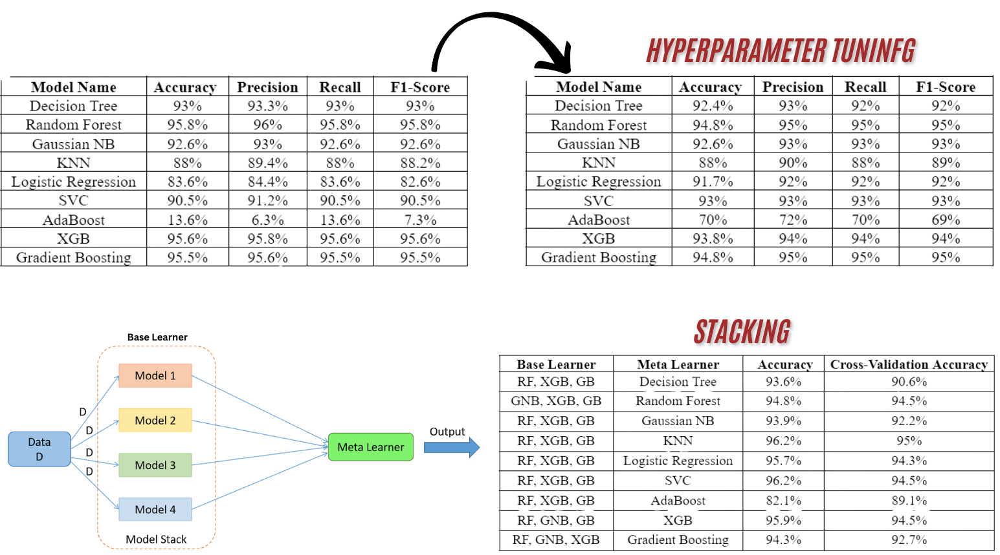 HYPERPARAMETER TUNINFG
Model Name Accuracy Precision Recall F1-Score
Decision Tree 93% 93.3% 93% 93%
Random Forest 95.8% 96% 95.8% 95.8%
Gaussian NB 92.6% 93% 92.6% 92.6%
KNN 88% 89.4% 88% 88.2%
Logistic Regression 83.6% 84.4% 83.6% 82.6%
SVC 90.5% 91.2% 90.5% 90.5%
AdaBoost 13.6% 6.3% 13.6% 7.3%
XGB 95.6% 95.8% 95.6% 95.6%
Gradient Boosting 95.5% 95.6% 95.5% 95.5%
Model Name Accuracy Precision Recall F1-Score
Decision Tree 92.4% 93% 92% 92%
Random Forest 94.8% 95% 95% 95%
Gaussian NB 92.6% 93% 93% 93%
KNN 88% 90% 88% 89%
Logistic Regression 91.7% 92% 92% 92%
SVC 93% 93% 93% 93%
AdaBoost 70% 72% 70% 69%
XGB 93.8% 94% 94% 94%
Gradient Boosting 94.8% 95% 95% 95%
Base Learner
Model 1
D
Model 2
D
Data
D
D
Model 3
D
Model 4
Model Stack
Meta Learner
Output
STACKING
Base Learner Meta Learner Accuracy Cross-Validation Accuracy
RF, XGB, GB Decision Tree 93.6% 90.6%
GNB, XGB, GB Random Forest 94.8% 94.5%
RF, XGB, GB Gaussian NB 93.9% 92.2%
RF, XGB, GB KNN 96.2% 95%
RF, XGB, GB Logistic Regression 95.7% 94.3%
RF, XGB, GB SVC 96.2% 94.5%
RF, XGB, GB AdaBoost 82.1% 89.1%
RF, GNB, GB XGB 95.9% 94.5%
RF, GNB, XGB Gradient Boosting 94.3% 92.7%